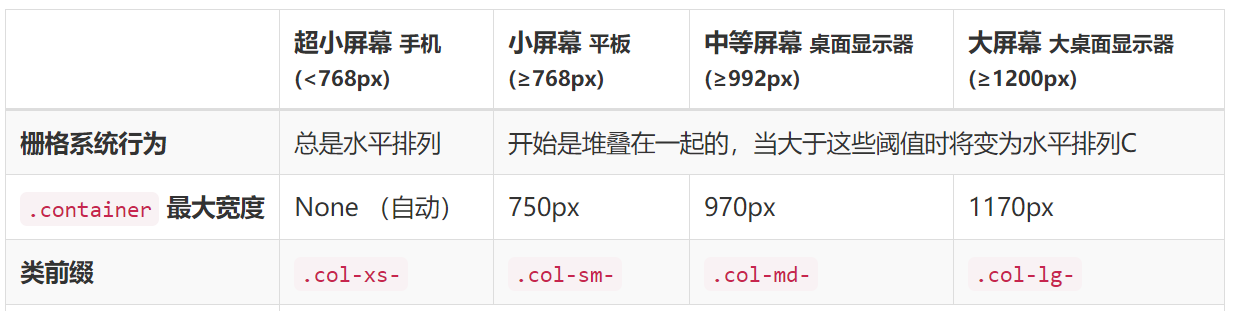 超小屏幕 手机 (<768px)
小屏幕 平板 (≥768px)
中等屏幕 桌面显示器 (≥992px)
大屏幕 大桌面显示器 (≥1200px)
栅格系统行为
总是水平排列
开始是堆叠在一起的，当大于这些阈值时将变为水平排列C
.container 最大宽度
None （自动）
750px
970px
1170px
类前缀
.col-xs-
.col-sm-
.col-md-
.col-lg-